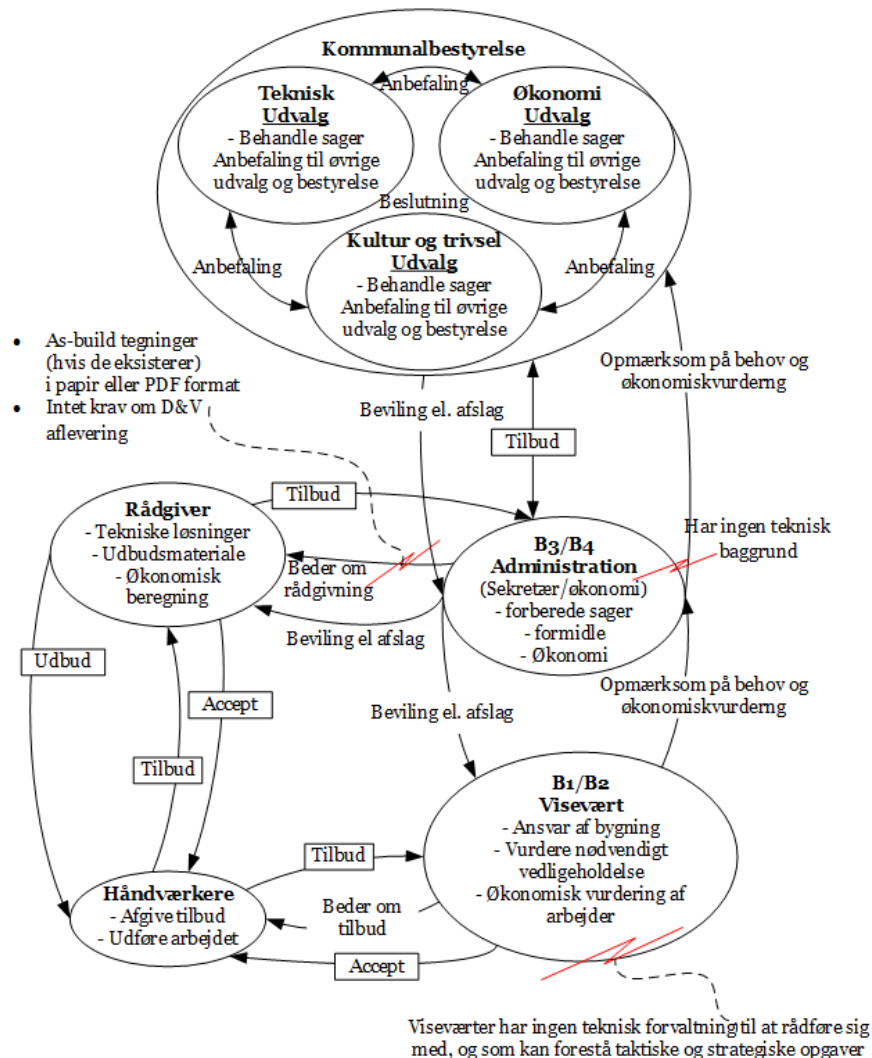 Kommunalbestyrelse
Anbefaling
Teknisk
Udvalg
- Behandle sager
Anbefaling til øvrige
udvalg og bestyrelse
Økonomi
Udvalg
- Behandle sager
Anbefaling til øvrige
udvalg og bestyrelse
Beslutning
Kultur og trivsel
Udvalg
- Behandle sager
Anbefaling til øvrige
udvalg og bestyrelse
Anbefaling
Anbefaling
• As-build tegninger
(hvis de eksisterer)
i papir eller PDF format
• Intet krav om D&V
aflevering
Beviling el. afslag
Tilbud
Opmærksom på behov og
økonomiskvurderng
Rådgiver
- Tekniske løsninger
- Udbudsmateriale
- Økonomisk
beregning
Tilbud
Beder om
rådgivning
Beviling el afslag
B3/B4
Administration
(Sekretær/økonomi)
- forberede sager
- formidle
- Økonomi
Har ingen teknisk
baggrund
Udbud
Accept
Tilbud
Beviling el. afslag
Opmærksom på behov og
økonomiskvurderng
B1/B2
Visevært
- Ansvar af bygning
- Vurdere nødvendigt
vedligeholdelse
- Økonomisk vurdering af
arbejder
Håndværkere
- Afgive tilbud
- Udføre arbejdet
Tilbud
Beder om
tilbud
Accept
Viseværter har ingen teknisk forvaltning til at rådføre sig
med, og som kan forestå taktiske og strategiske opgaver